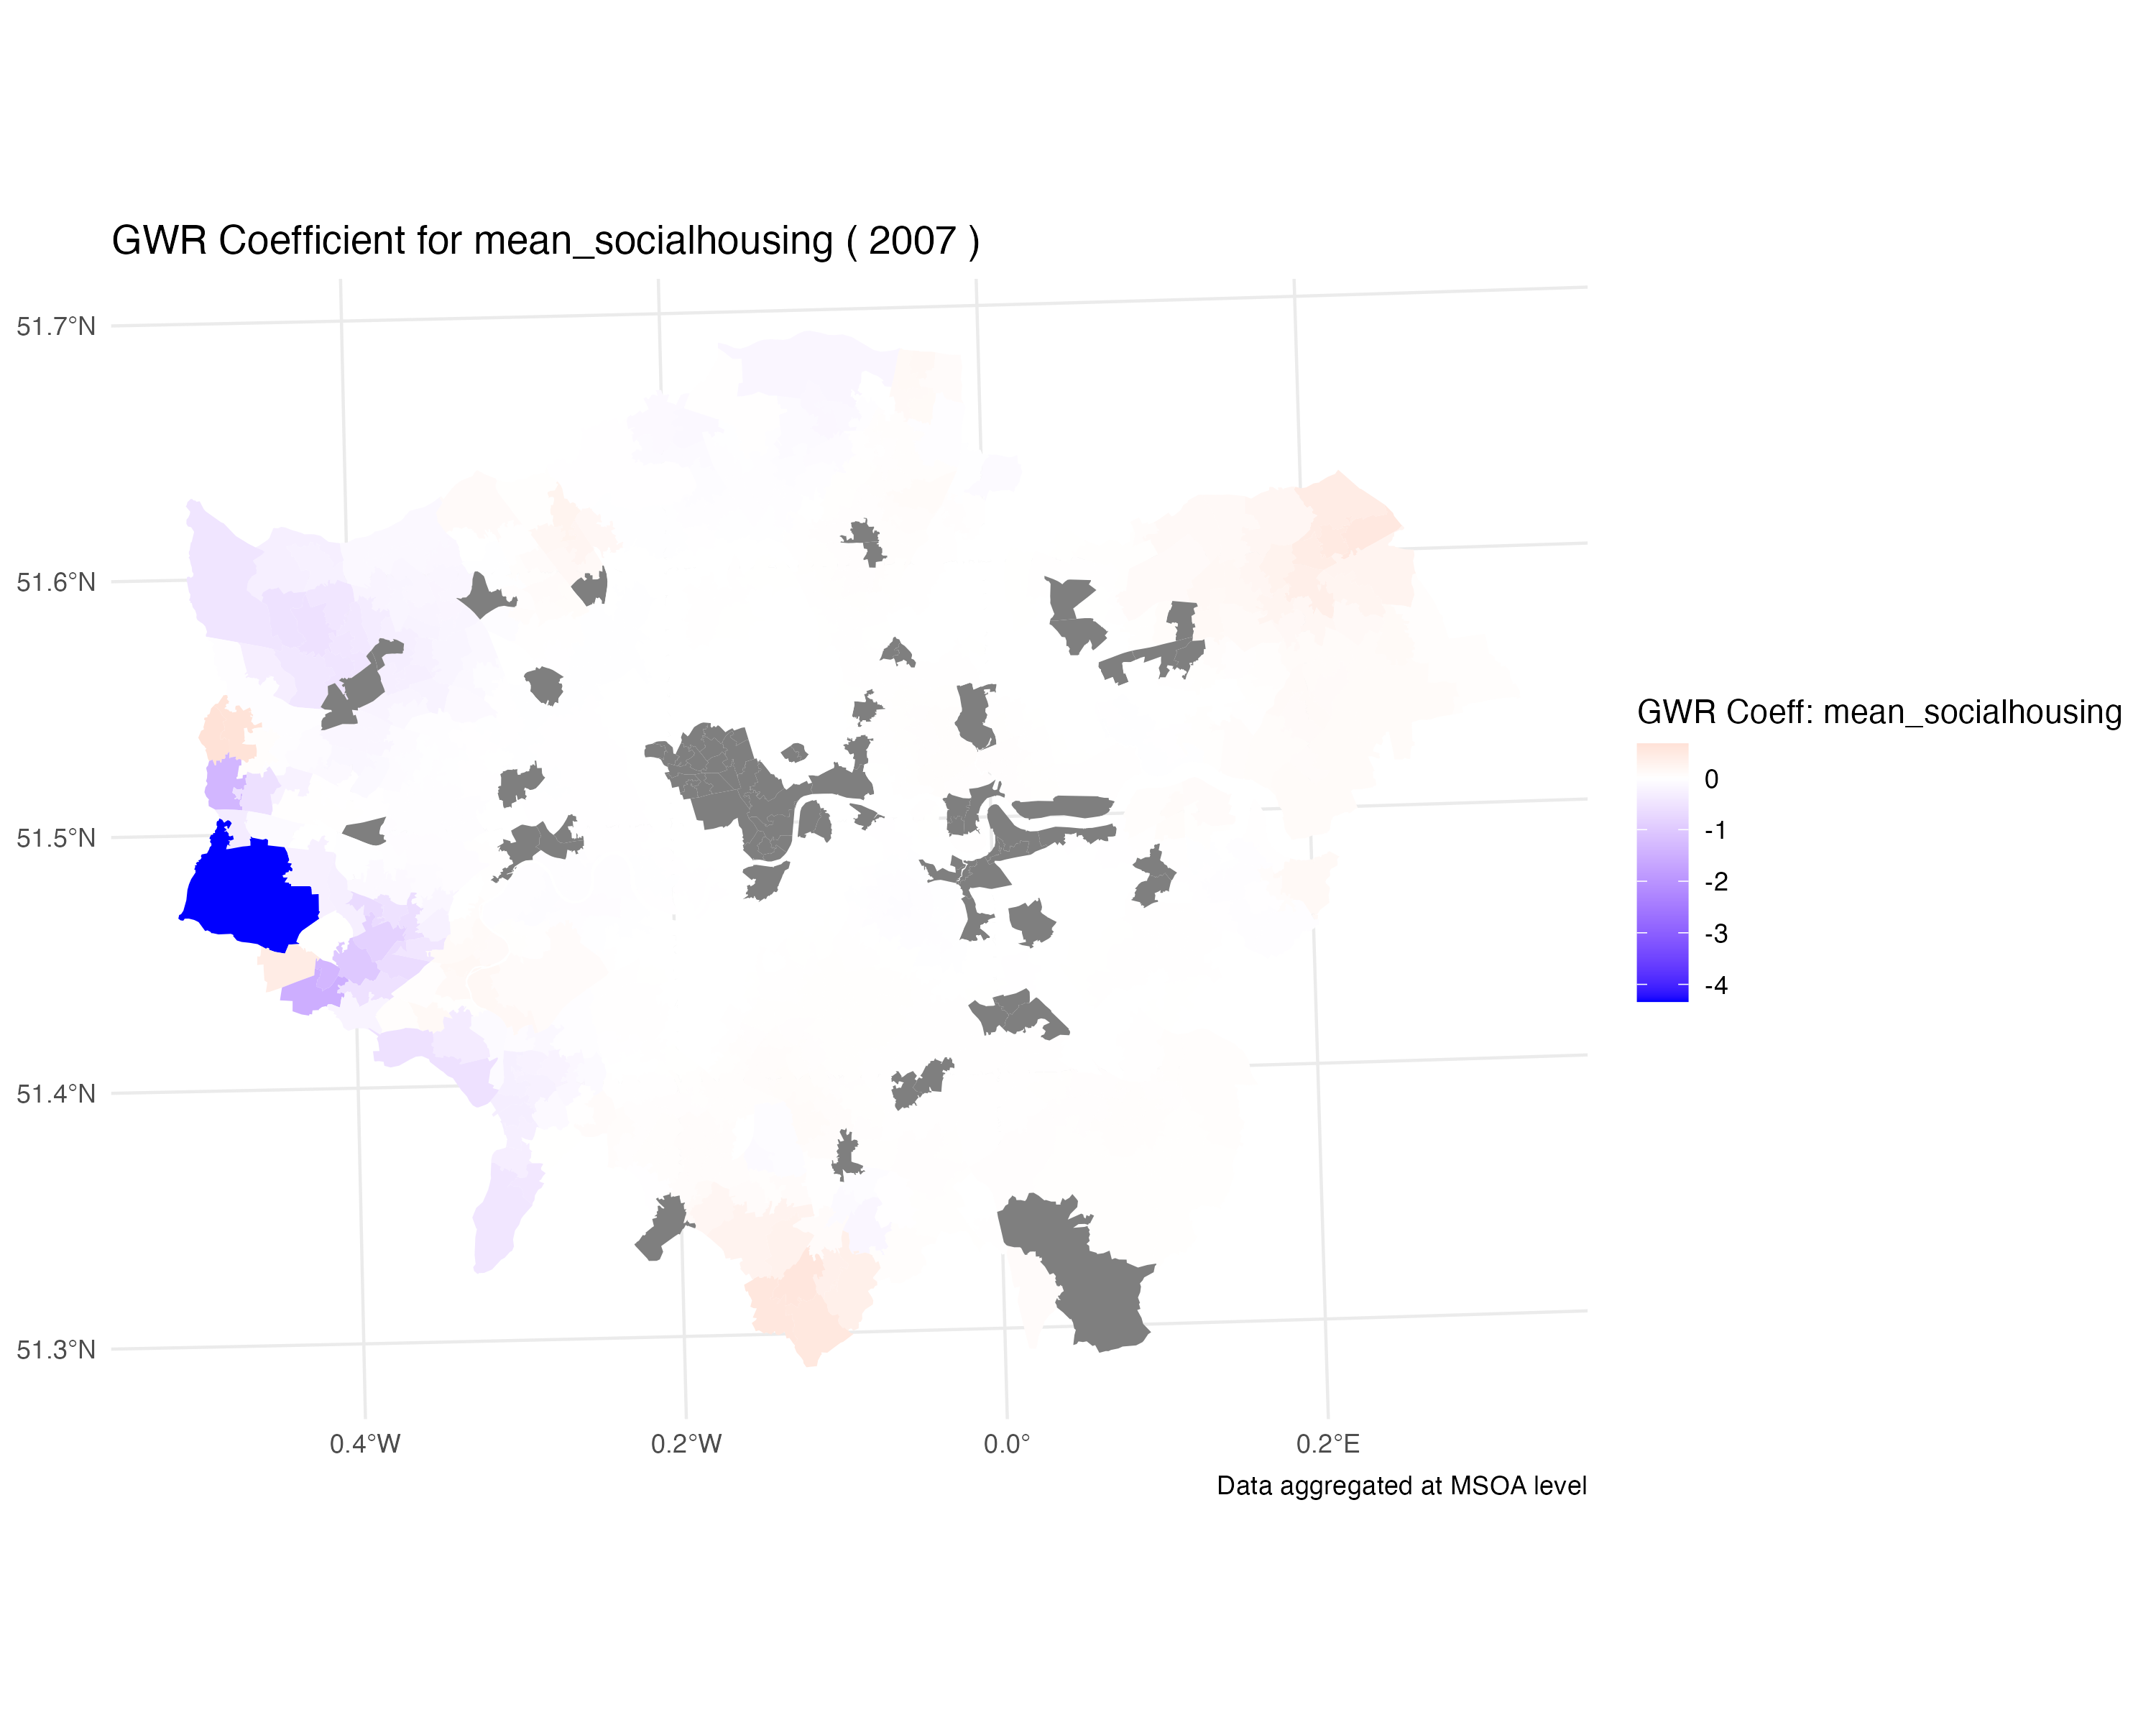 GWR Coefficient for mean_socialhousing ( 2007 )
51.7°N
51.6°N
51.5°N
51.4°N
51.3°N
0.4°W
0.2°W
0.0°
0.2°E
GWR Coeff: mean_socialhousing
0
-1
-2
-3
-4
Data aggregated at MSOA level